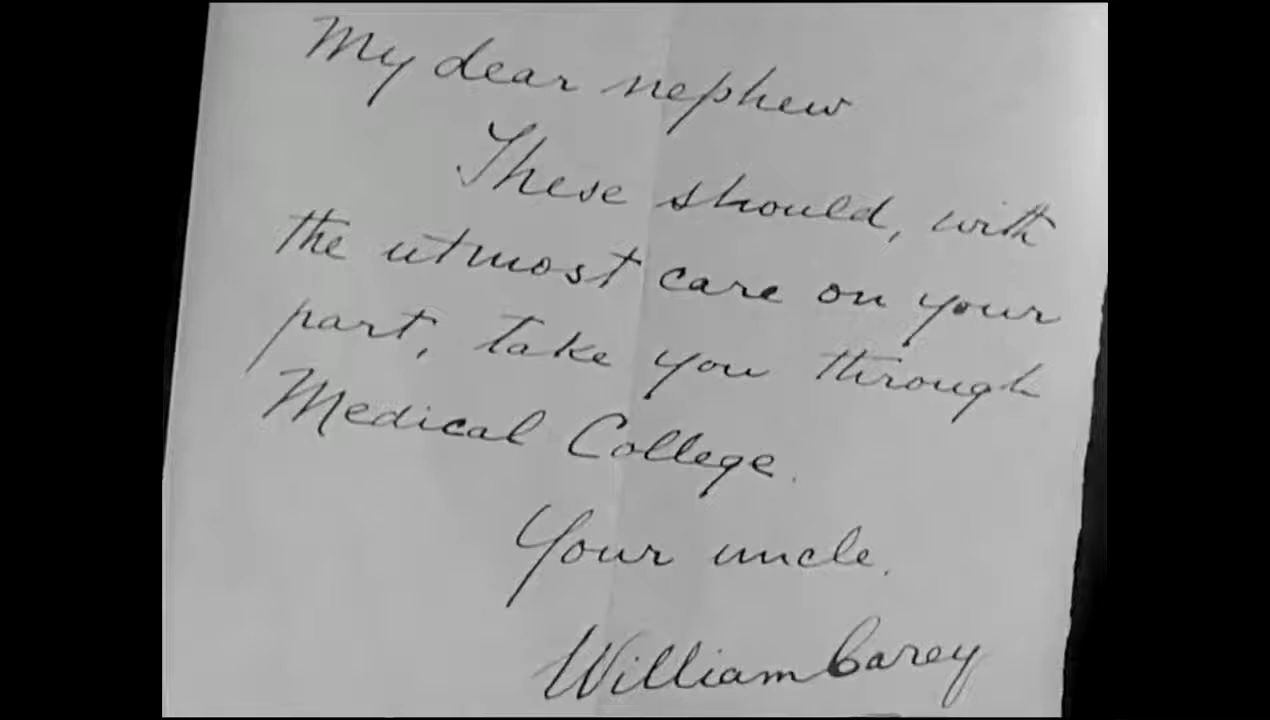 My dear nephew
These should, with
the utmost care on your
part, take you through
Medical College.
Your uncle.
William Carey